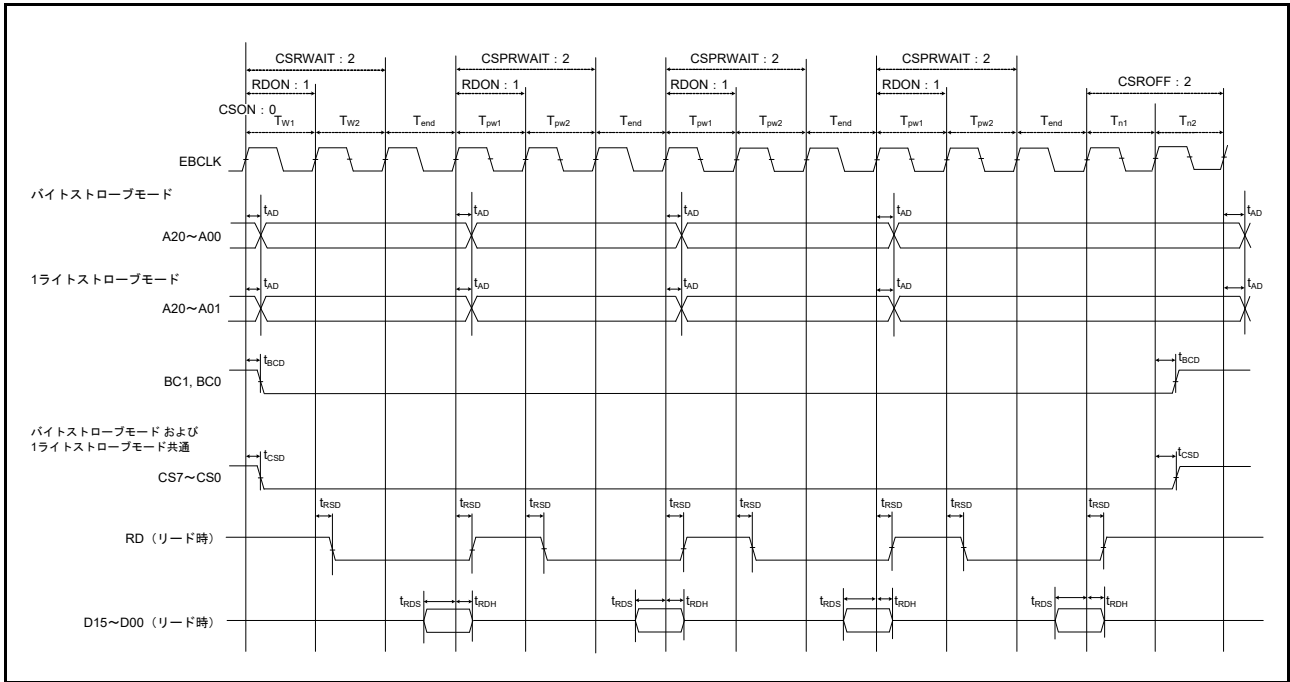 CSRWAIT：2 CSPRWAIT：2 CSPRWAIT：2 CSPRWAIT：2
RDON：1 RDON：1 RDON：1 RDON：1 CSROFF：2
CSON：0
TW1 TW2 Tend Tpw1 Tpw2 Tend Tpw1 Tpw2 Tend Tpw1 Tpw2 Tend Tn1 Tn2
EBCLK
バイトストローブモード
tAD tAD tAD tAD tAD
A20～A00
1ライトストローブモード
tAD tAD tAD tAD tAD
A20～A01
tBCD tBCD
BC1, BC0
バイトストローブモード および
1ライトストローブモード共通
tCSD tCSD
CS7～CS0
tRSD tRSD tRSD tRSD tRSD tRSD tRSD tRSD
RD（リード時）
tRDS tRDH tRDS tRDH tRDS tRDH tRDS tRDH
D15～D00（リード時）